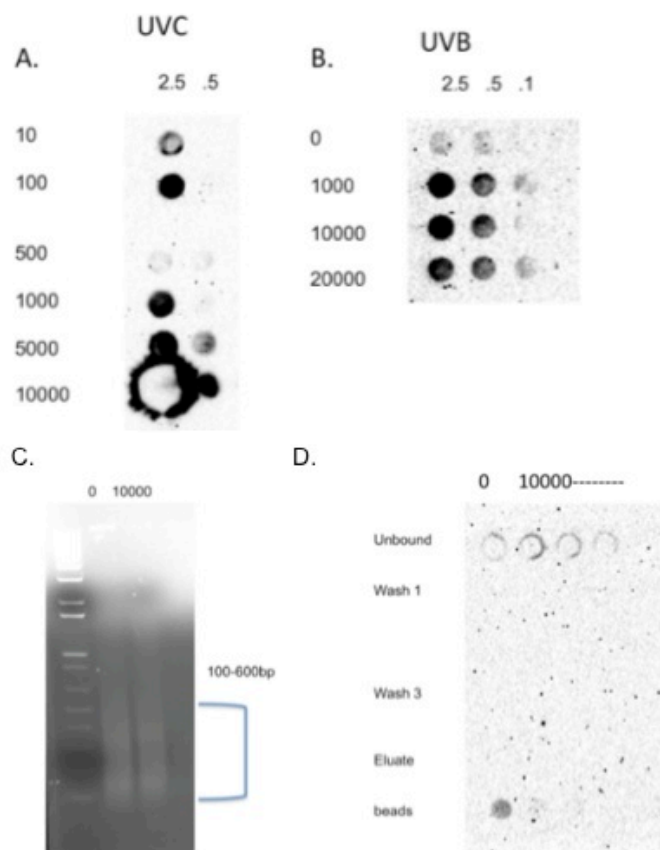 UVC
A.
2.5 .5
10
100
500
1000
5000
10000
UVB
B.
2.5 .5 .1
0
1000
10000
20000
C.
0 10000
100-600bp
D.
0 10000--------
Unbound
Wash 1
Wash 3
Eluate
beads